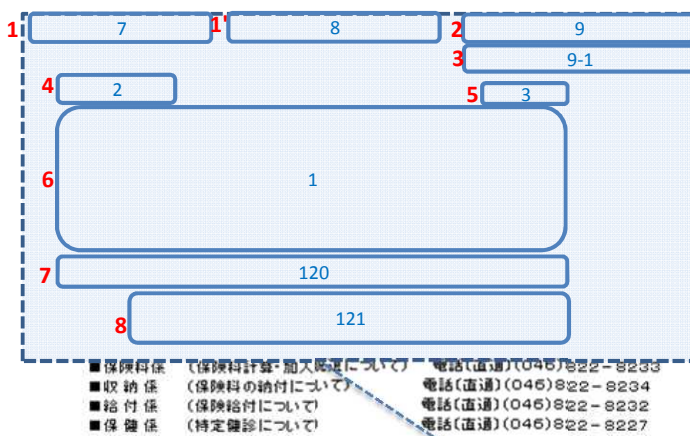 1 7 1' 8 2 9
3 9-1
4 2 5 3
6 1
7 120
8 121
■保険料係 (保険料計算・加入脱退について) 電話(直通)(046)822-8233
■収納係 (保険料の納付について) 電話(直通)(046)822-8234
■給付係 (保険給付について) 電話(直通)(046)822-8232
■保健係 (特定健診について) 電話(直通)(046)822-8227